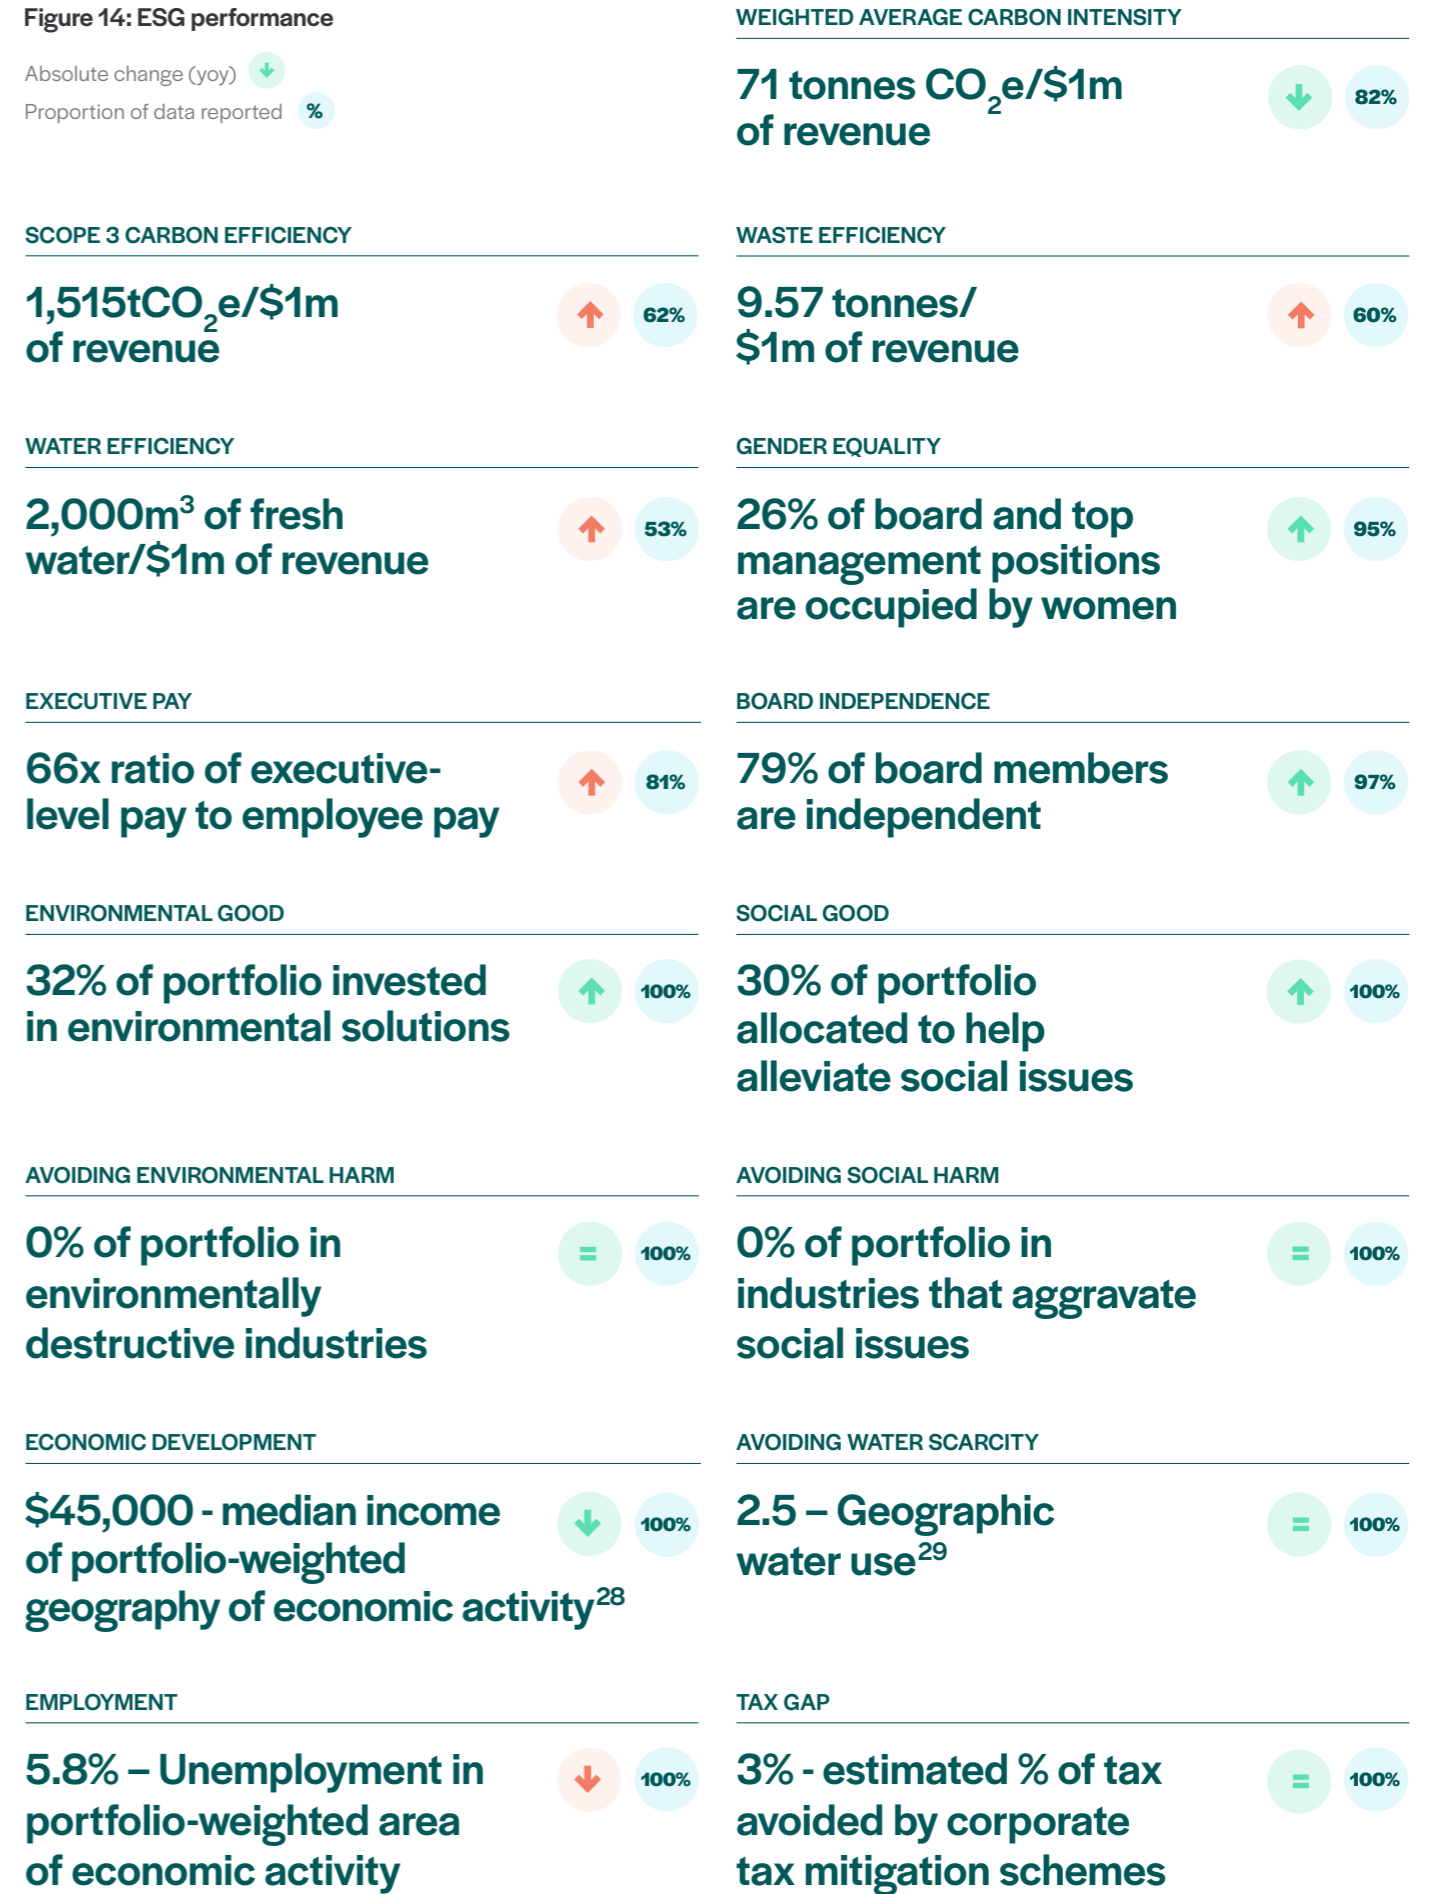 Figure 14: ESG performance
Absolute change (yoy)
Proportion of data reported %
WEIGHTED AVERAGE CARBON INTENSITY
71 tonnes CO₂e/$1m
of revenue
82%
SCOPE 3 CARBON EFFICIENCY
1,515tCO₂e/$1m
of revenue
62%
WASTE EFFICIENCY
9.57 tonnes/
$1m of revenue
60%
WATER EFFICIENCY
2,000m³ of fresh
water/$1m of revenue
53%
GENDER EQUALITY
26% of board and top
management positions
are occupied by women
95%
EXECUTIVE PAY
66x ratio of executive-
level pay to employee pay
81%
BOARD INDEPENDENCE
79% of board members
are independent
97%
ENVIRONMENTAL GOOD
32% of portfolio invested
in environmental solutions
100%
SOCIAL GOOD
30% of portfolio
allocated to help
alleviate social issues
100%
AVOIDING ENVIRONMENTAL HARM
0% of portfolio in
environmentally
destructive industries
=
100%
AVOIDING SOCIAL HARM
0% of portfolio in
industries that aggravate
social issues
=
100%
ECONOMIC DEVELOPMENT
$45,000 - median income
of portfolio-weighted
geography of economic activity²⁸
100%
AVOIDING WATER SCARCITY
2.5 – Geographic
water use²⁹
=
100%
EMPLOYMENT
5.8% – Unemployment in
portfolio-weighted area
of economic activity
100%
TAX GAP
3% - estimated % of tax
avoided by corporate
tax mitigation schemes
=
100%